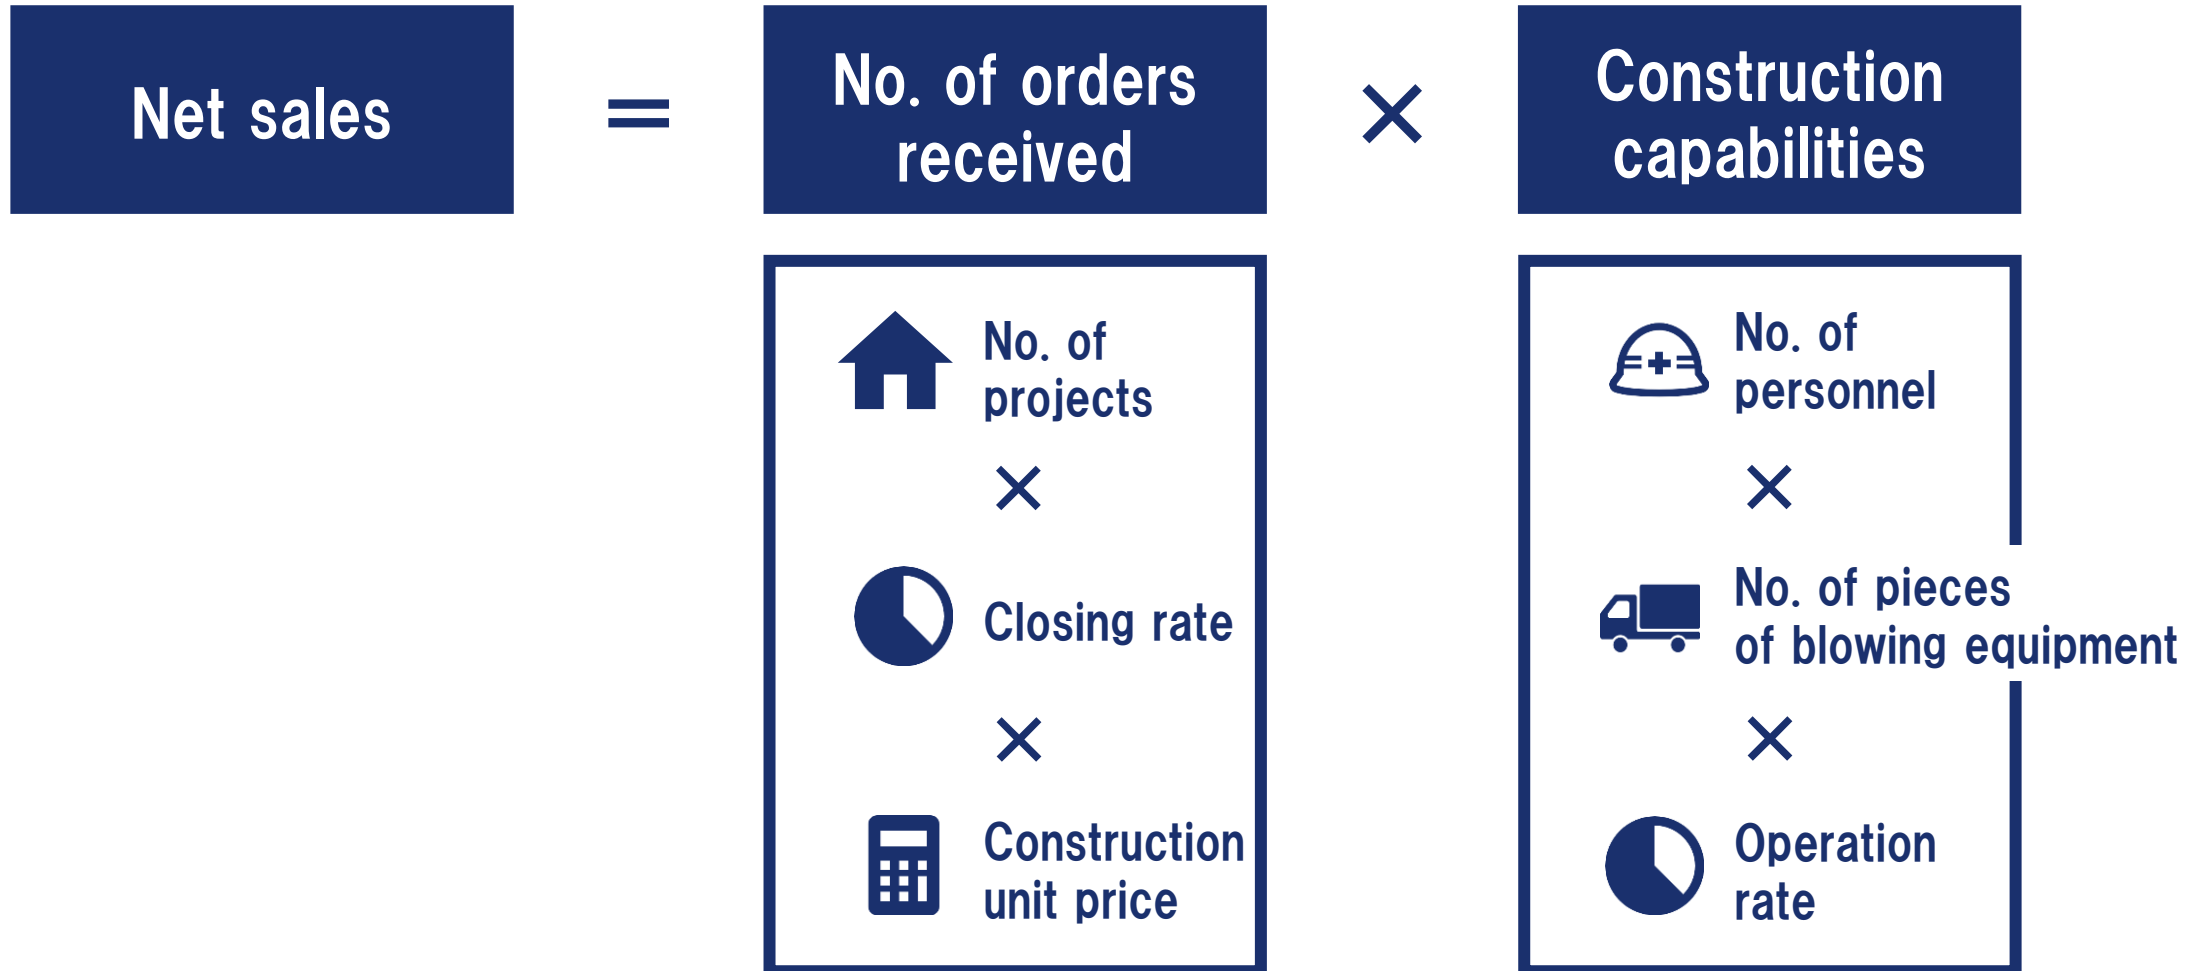 Net sales
=
No. of orders
received
×
Construction
capabilities
No. of
projects
×
Closing rate
×
Construction
unit price
No. of
personnel
×
No. of pieces
of blowing equipment
×
Operation
rate